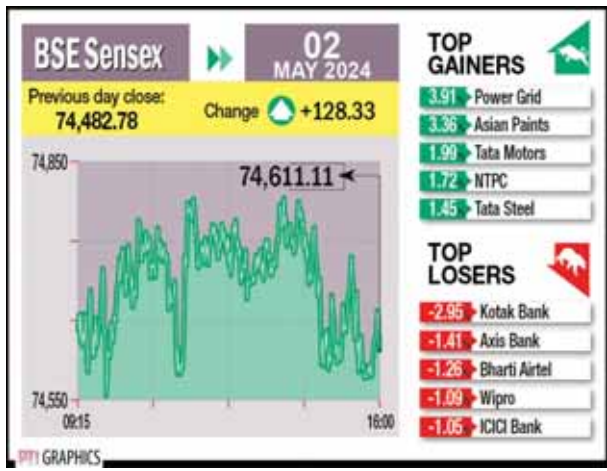 BSE Sensex
02
MAY 2024
Previous day close:
74,482.78
Change +128.33
74,850
74,611.11
74,550
09:15
16:00
TOP
GAINERS
3.91 Power Grid
3.36 Asian Paints
1.99 Tata Motors
1.72 NTPC
1.45 Tata Steel
TOP
LOSERS
-2.95 Kotak Bank
-1.41 Axis Bank
-1.26 Bharti Airtel
-1.09 Wipro
-1.05 ICICI Bank
PTI GRAPHICS